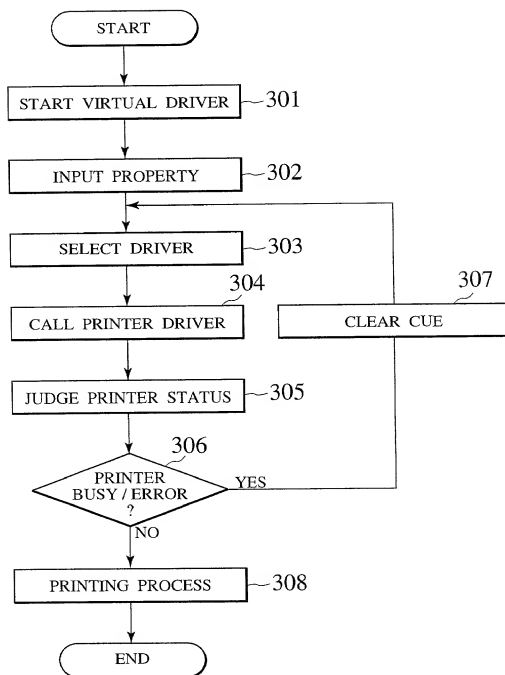 START
START VIRTUAL DRIVER
301
INPUT PROPERTY
302
SELECT DRIVER
303
304
CALL PRINTER DRIVER
307
CLEAR CUE
JUDGE PRINTER STATUS
305
306
PRINTER
BUSY / ERROR
?
YES
NO
PRINTING PROCESS
308
END